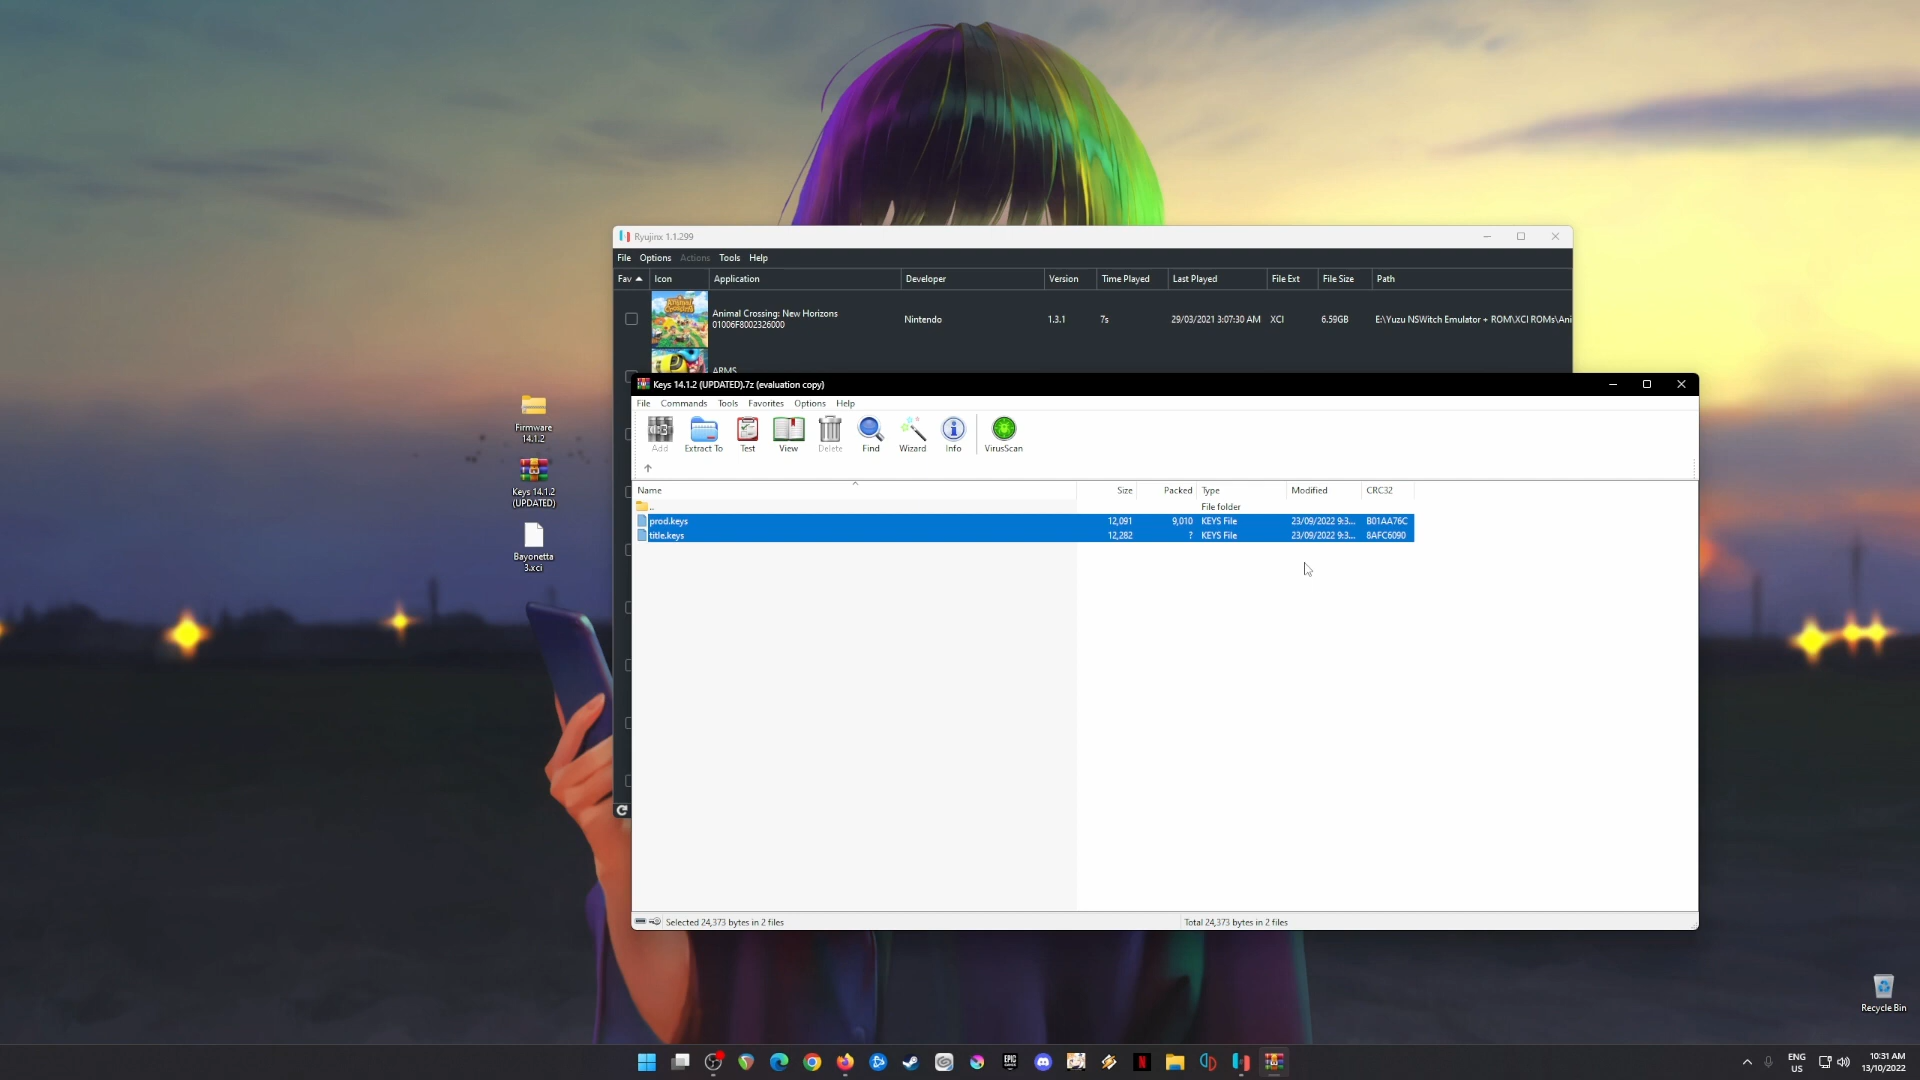 Ryujinx 1.1.299
File Options Actions Tools Help
Fav Icon Application Developer Version Time Played Last Played File Ext File Size Path
Animal Crossing: New Horizons
01006F8002326000
Nintendo 1.3.1 7s 29/03/2021 3:07:30 AM XCI 6.59GB E:\Yuzu NSWitch Emulator + ROM\XCI ROMs\Ani
ARMS
Keys 14.1.2 (UPDATED).7z (evaluation copy)
File Commands Tools Favorites Options Help
Add Extract To Test View Delete Find Wizard Info VirusScan
Name Size Packed Type Modified CRC32
.. File folder
prod.keys 12,091 9,010 KEYS File 23/09/2022 9:3... B01AA76C
title.keys 12,282 ? KEYS File 23/09/2022 9:3... 8AFC6090
Selected 24,373 bytes in 2 files
Total 24,373 bytes in 2 files
Firmware
14.1.2
Keys 14.1.2
(UPDATED)
Bayonetta
3.xci
Recycle Bin
EPIC
GAMES
N
ENG
US
10:31 AM
13/10/2022